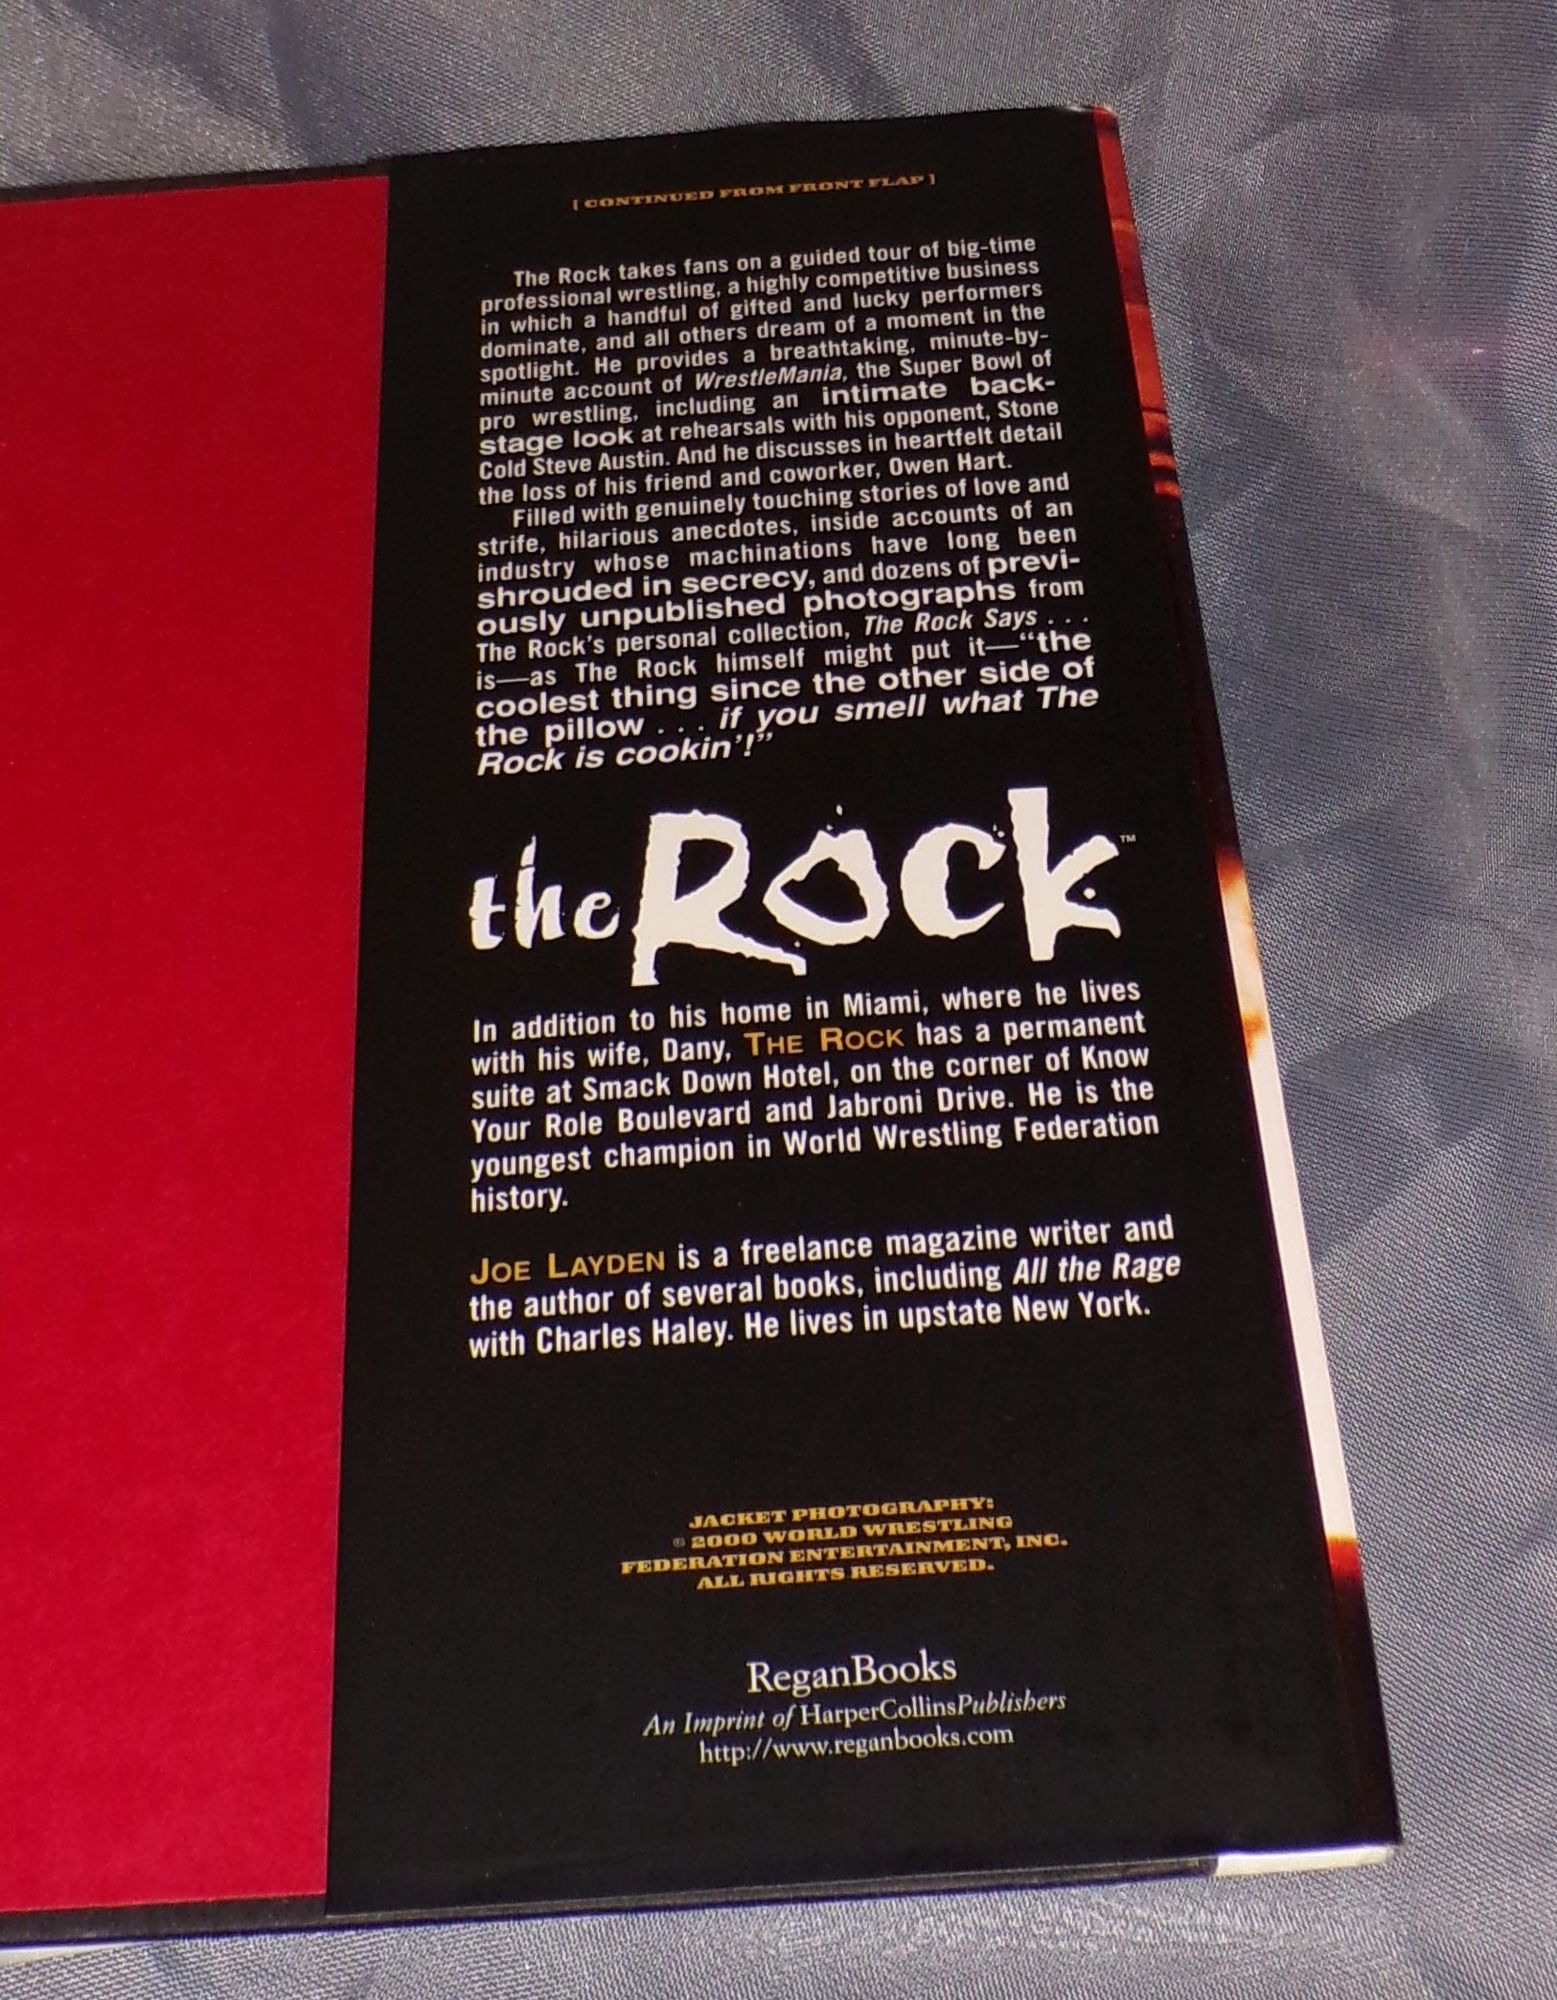 [ CONTINUED FROM FRONT FLAP ]
The Rock takes fans on a guided tour of big-time
professional wrestling, a highly competitive business
in which a handful of gifted and lucky performers
dominate, and all others dream of a moment in the
spotlight. He provides a breathtaking, minute-by-
minute account of WrestleMania, the Super Bowl of
pro wrestling, including an intimate back-
stage look at rehearsals with his opponent, Stone
Cold Steve Austin. And he discusses in heartfelt detail
the loss of his friend and coworker, Owen Hart.
Filled with genuinely touching stories of love and
strife, hilarious anecdotes, inside accounts of an
industry whose machinations have long been
shrouded in secrecy, and dozens of previ-
ously unpublished photographs from
The Rock's personal collection, The Rock Says . . .
is—as The Rock himself might put it—"the
coolest thing since the other side of
the pillow . . . if you smell what The
Rock is cookin'!"
the Rock™
In addition to his home in Miami, where he lives
with his wife, Dany, THE ROCK has a permanent
suite at Smack Down Hotel, on the corner of Know
Your Role Boulevard and Jabroni Drive. He is the
youngest champion in World Wrestling Federation
history.
JOE LAYDEN is a freelance magazine writer and
the author of several books, including All the Rage
with Charles Haley. He lives in upstate New York.
JACKET PHOTOGRAPHY:
© 2000 WORLD WRESTLING
FEDERATION ENTERTAINMENT, INC.
ALL RIGHTS RESERVED.
ReganBooks
An Imprint of HarperCollinsPublishers
http://www.reganbooks.com